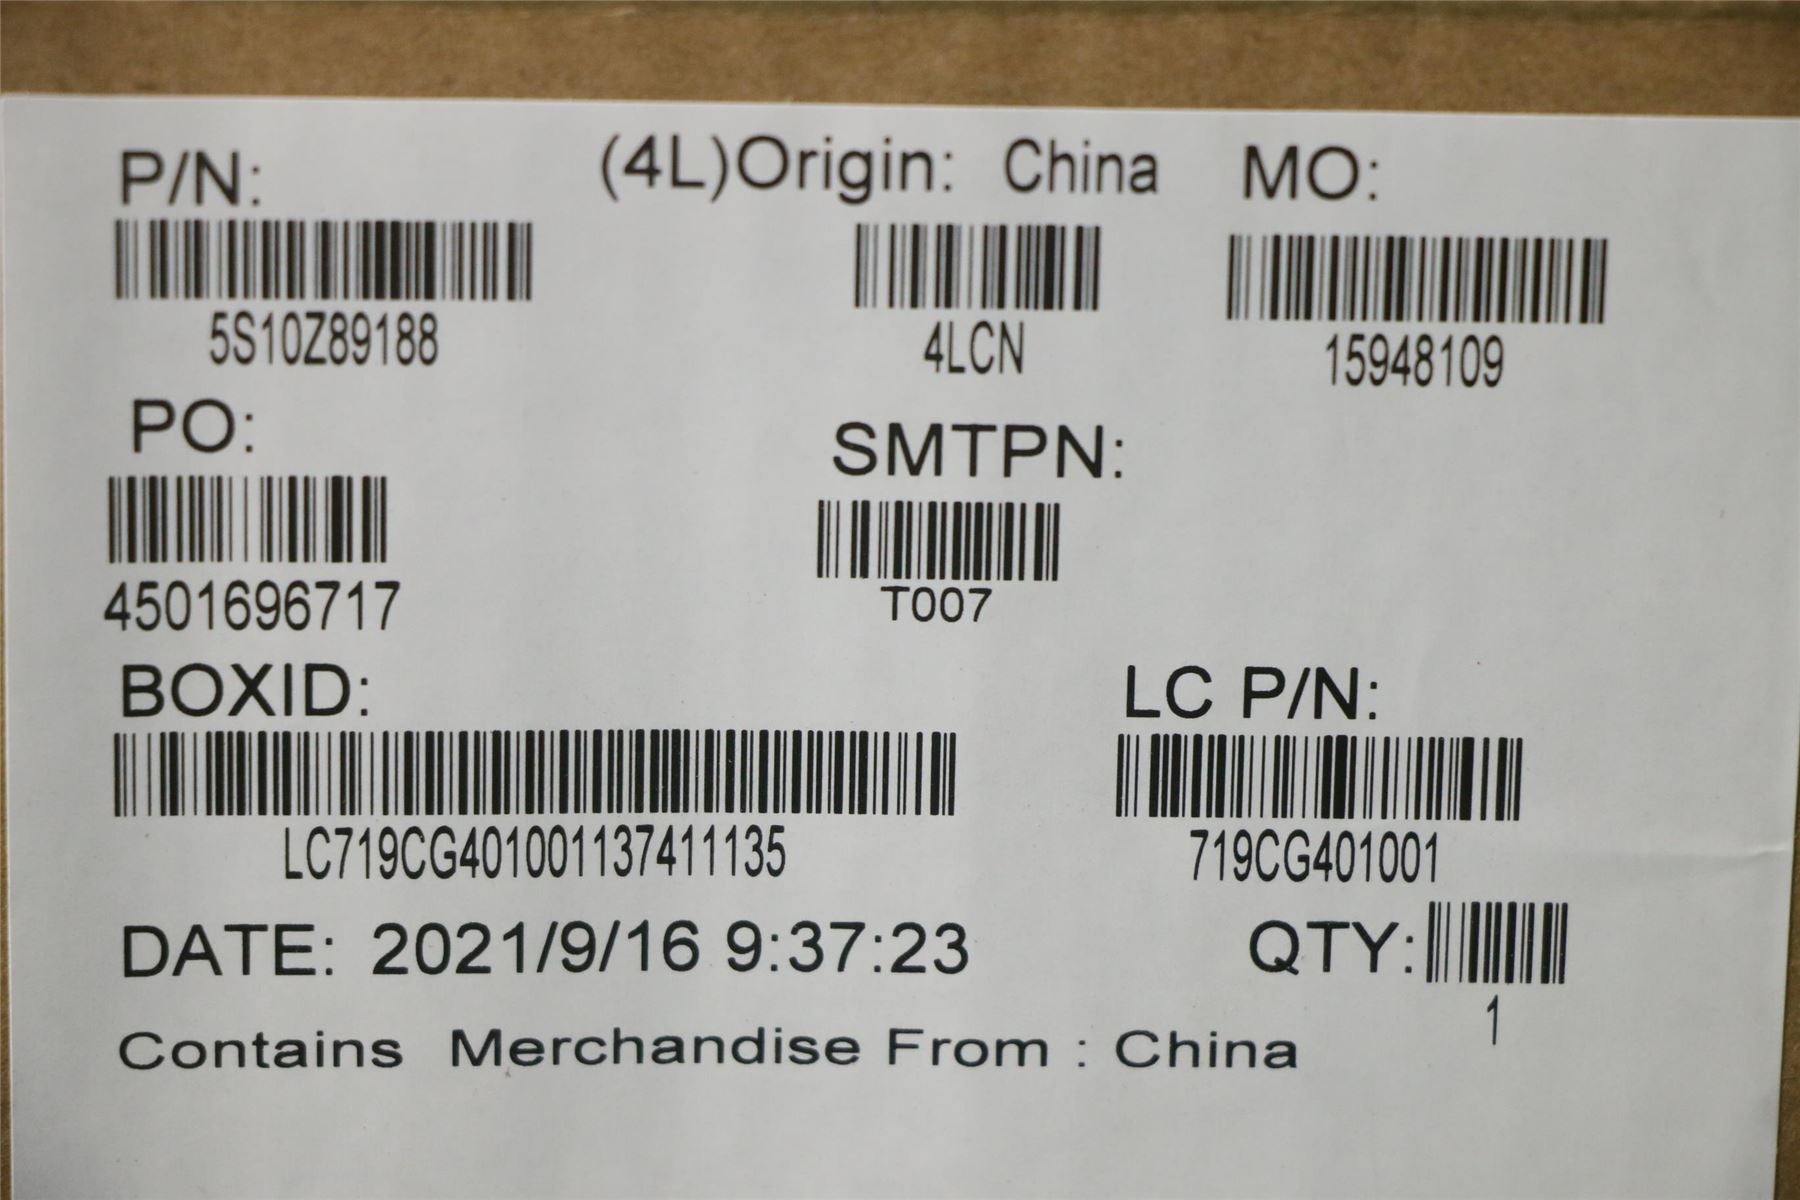 P/N: (4L)Origin: China MO:
5S10Z89188 4LCN 15948109
PO: SMTPN:
4501696717 T007
BOXID: LC P/N:
LC719CG401001137411135 719CG401001
DATE: 2021/9/16 9:37:23 QTY:
1
Contains Merchandise From : China